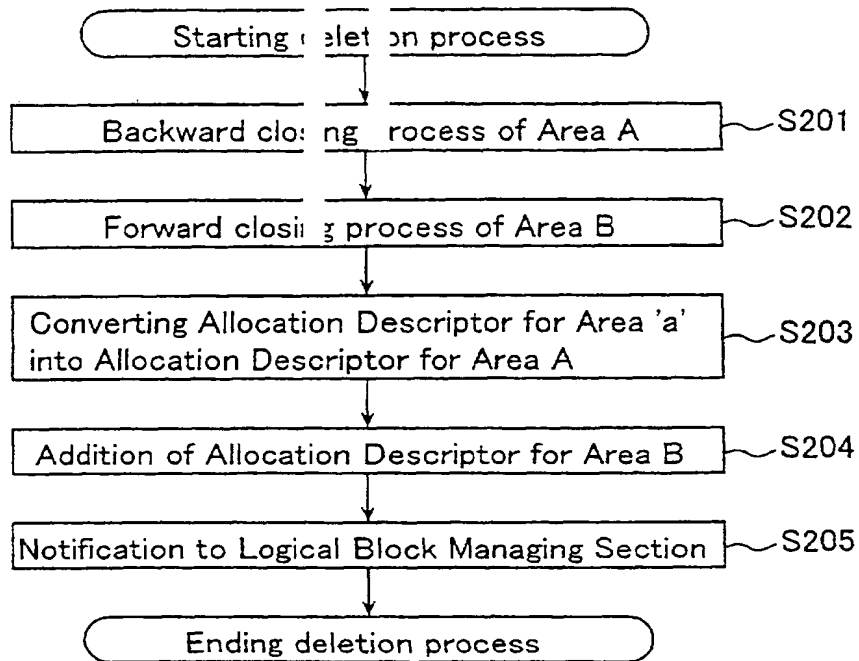 Starting deletion process
Backward closing process of Area A
S201
Forward closing process of Area B
S202
Converting Allocation Descriptor for Area 'a'
into Allocation Descriptor for Area A
S203
Addition of Allocation Descriptor for Area B
S204
Notification to Logical Block Managing Section
S205
Ending deletion process